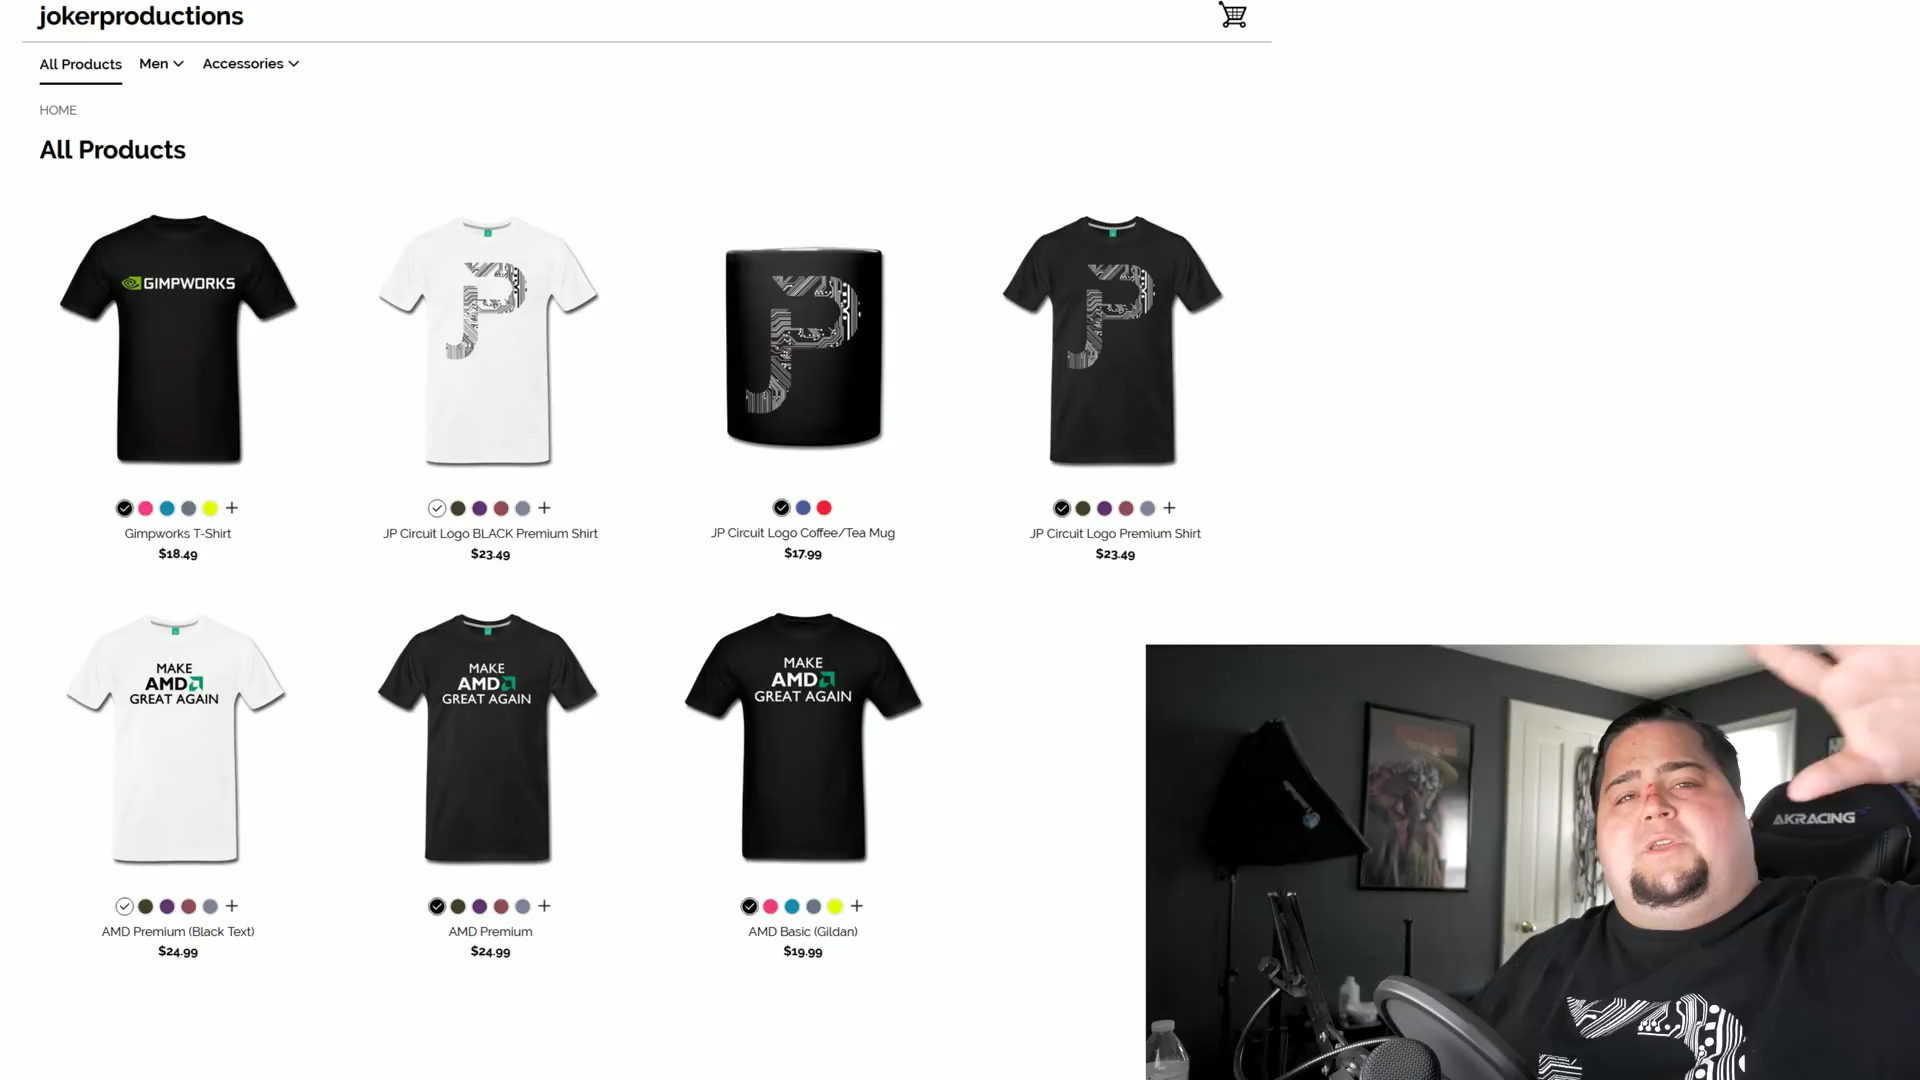 jokerproductions
All Products Men Accessories
HOME
All Products
GIMPWORKS
JP
JP
JP
Gimpworks T-Shirt
$18.49
JP Circuit Logo BLACK Premium Shirt
$23.49
JP Circuit Logo Coffee/Tea Mug
$17.99
JP Circuit Logo Premium Shirt
$23.49
MAKE
AMD
GREAT AGAIN
MAKE
AMD
GREAT AGAIN
MAKE
AMD
GREAT AGAIN
AMD Premium (Black Text)
$24.99
AMD Premium
$24.99
AMD Basic (Gildan)
$19.99
AKRACING